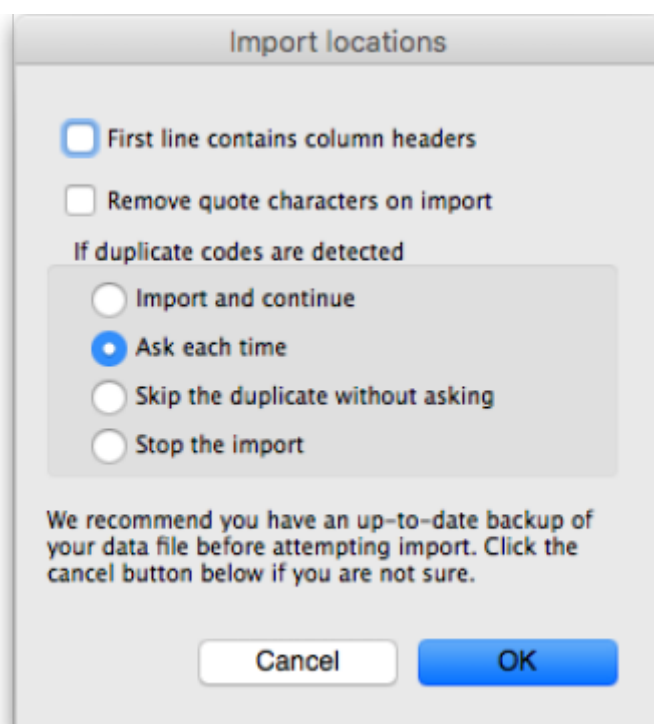 Import locations
First line contains column headers
Remove quote characters on import
If duplicate codes are detected
Import and continue
Ask each time
Skip the duplicate without asking
Stop the import
We recommend you have an up-to-date backup of
your data file before attempting import. Click the
cancel button below if you are not sure.
Cancel
OK